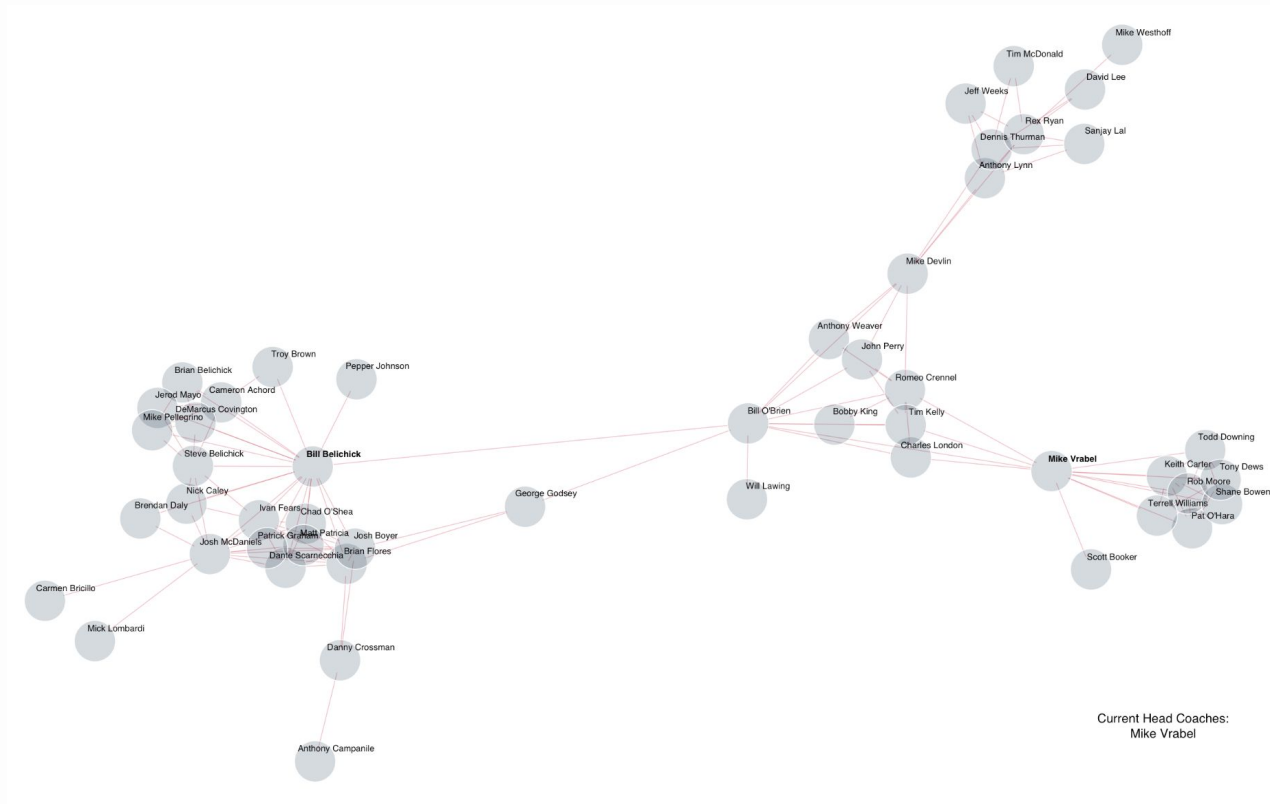 Mike Westhoff
Tim McDonald
David Lee
Jeff Weeks
Rex Ryan
Sanjay Lal
Dennis Thurman
Anthony Lynn
Mike Devlin
Anthony Weaver
John Perry
Troy Brown
Pepper Johnson
Brian Belichick
Romeo Crennel
Cameron Achord
Jerod Mayo
DeMarcus Covington
Bill O'Brien
Bobby King
Tim Kelly
Mike Pellegrino
Todd Downing
Charles London
Steve Belichick
Bill Belichick
Mike Vrabel
Keith Carter
Tony Dews
Rob Moore
Will Lawing
Nick Caley
Shane Bowen
George Godsey
Terrell Williams
Brendan Daly
Ivan Fears
Chad O'Shea
Pat O'Hara
Matt Patricia
Patrick Graham
Josh Boyer
Josh McDaniels
Brian Flores
Dante Scarnecchia
Scott Booker
Carmen Bricillo
Mick Lombardi
Danny Crossman
Current Head Coaches:
Mike Vrabel
Anthony Campanile